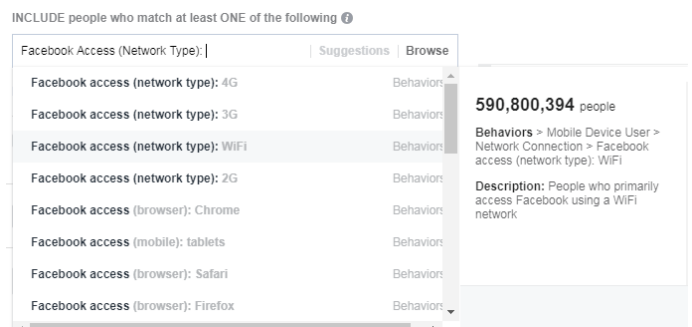 INCLUDE people who match at least ONE of the following
Facebook Access (Network Type): | Suggestions | Browse
Facebook access (network type): 4G Behaviors
Facebook access (network type): 3G Behaviors
Facebook access (network type): WiFi Behaviors
Facebook access (network type): 2G Behaviors
Facebook access (browser): Chrome Behaviors
Facebook access (mobile): tablets Behaviors
Facebook access (browser): Safari Behaviors
Facebook access (browser): Firefox Behaviors
590,800,394 people
Behaviors > Mobile Device User >
Network Connection > Facebook
access (network type): WiFi
Description: People who primarily
access Facebook using a WiFi
network